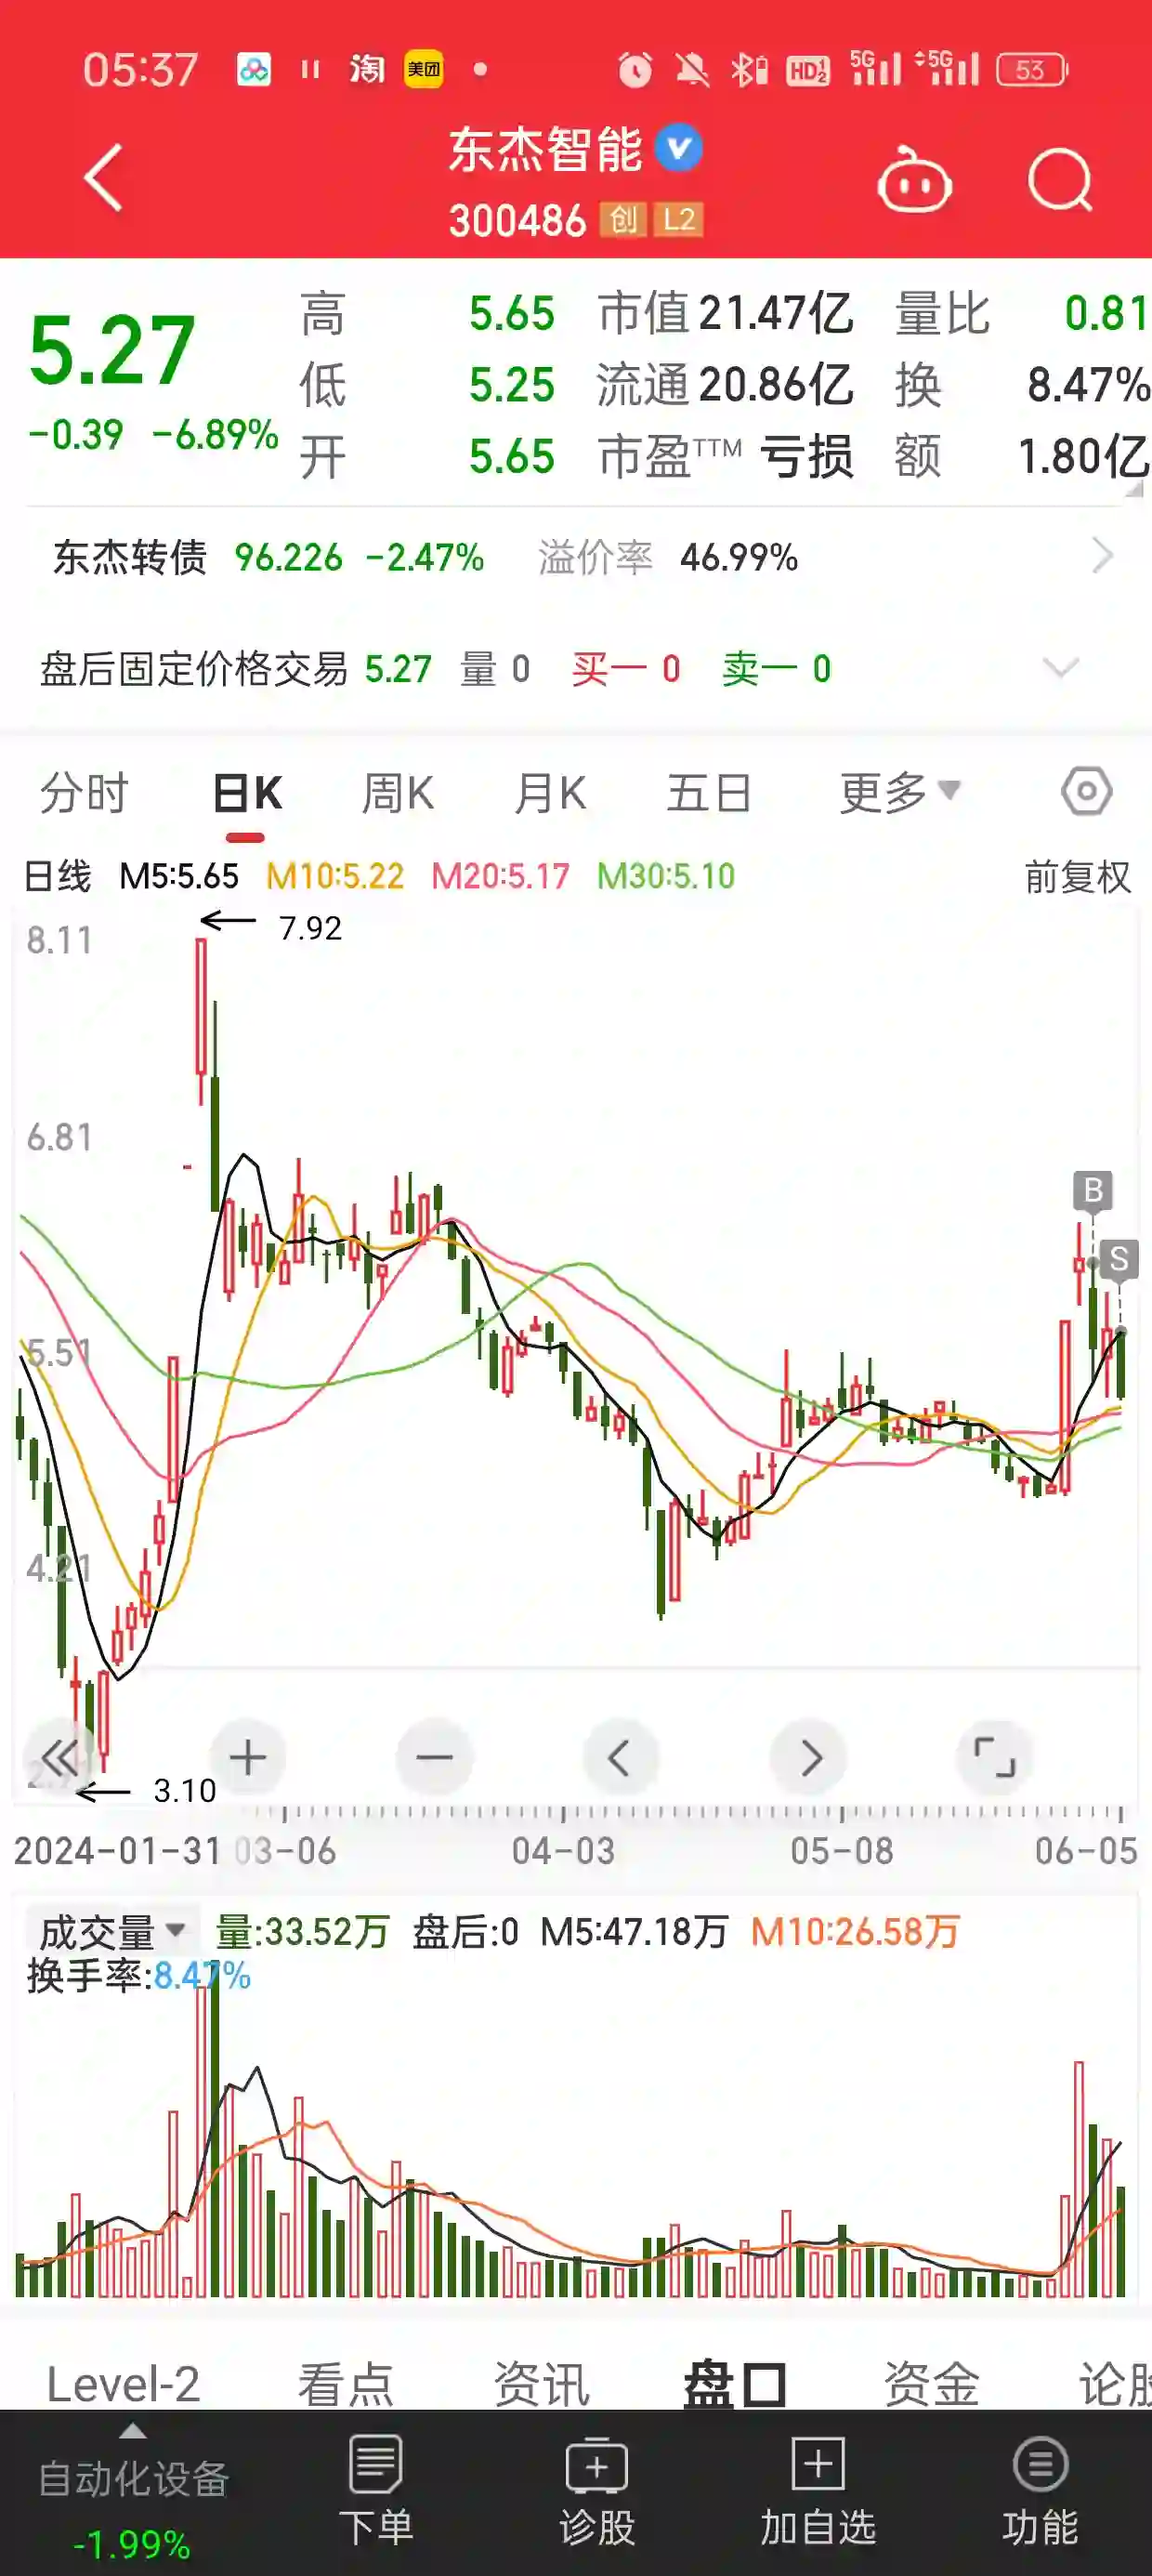 05:37 淘 美团 HD 1 2 5G 5G 53
东杰智能
300486 创 L2
5.27
-0.39 -6.89%
高 5.65 市值 21.47亿 量比 0.81
低 5.25 流通 20.86亿 换 8.47%
开 5.65 市盈TTM 亏损 额 1.80亿
东杰转债 96.226 -2.47% 溢价率 46.99%
盘后固定价格交易 5.27 量 0 买一 0 卖一 0
分时 日K 周K 月K 五日 更多
日线 M5:5.65 M10:5.22 M20:5.17 M30:5.10 前复权
7.92
8.11
6.81
B
S
5.51
4.21
3.10
2024-01-31 03-06 04-03 05-08 06-05
成交量 量:33.52万 盘后:0 M5:47.18万 M10:26.58万
换手率:8.47%
Level-2 看点 资讯 盘口 资金 论股
自动化设备 下单 诊股 加自选 功能
-1.99%